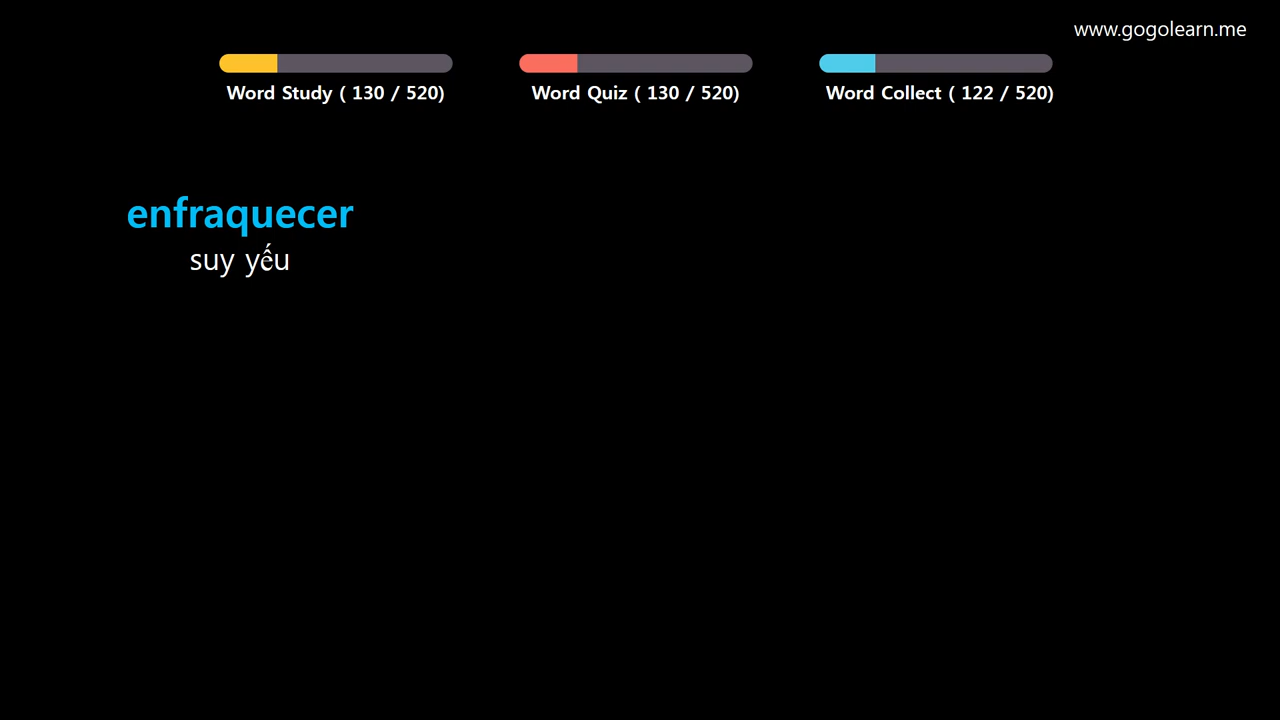 www.gogolearn.me
Word Study ( 130 / 520)
Word Quiz ( 130 / 520)
Word Collect ( 122 / 520)
enfraquecer
suy yếu